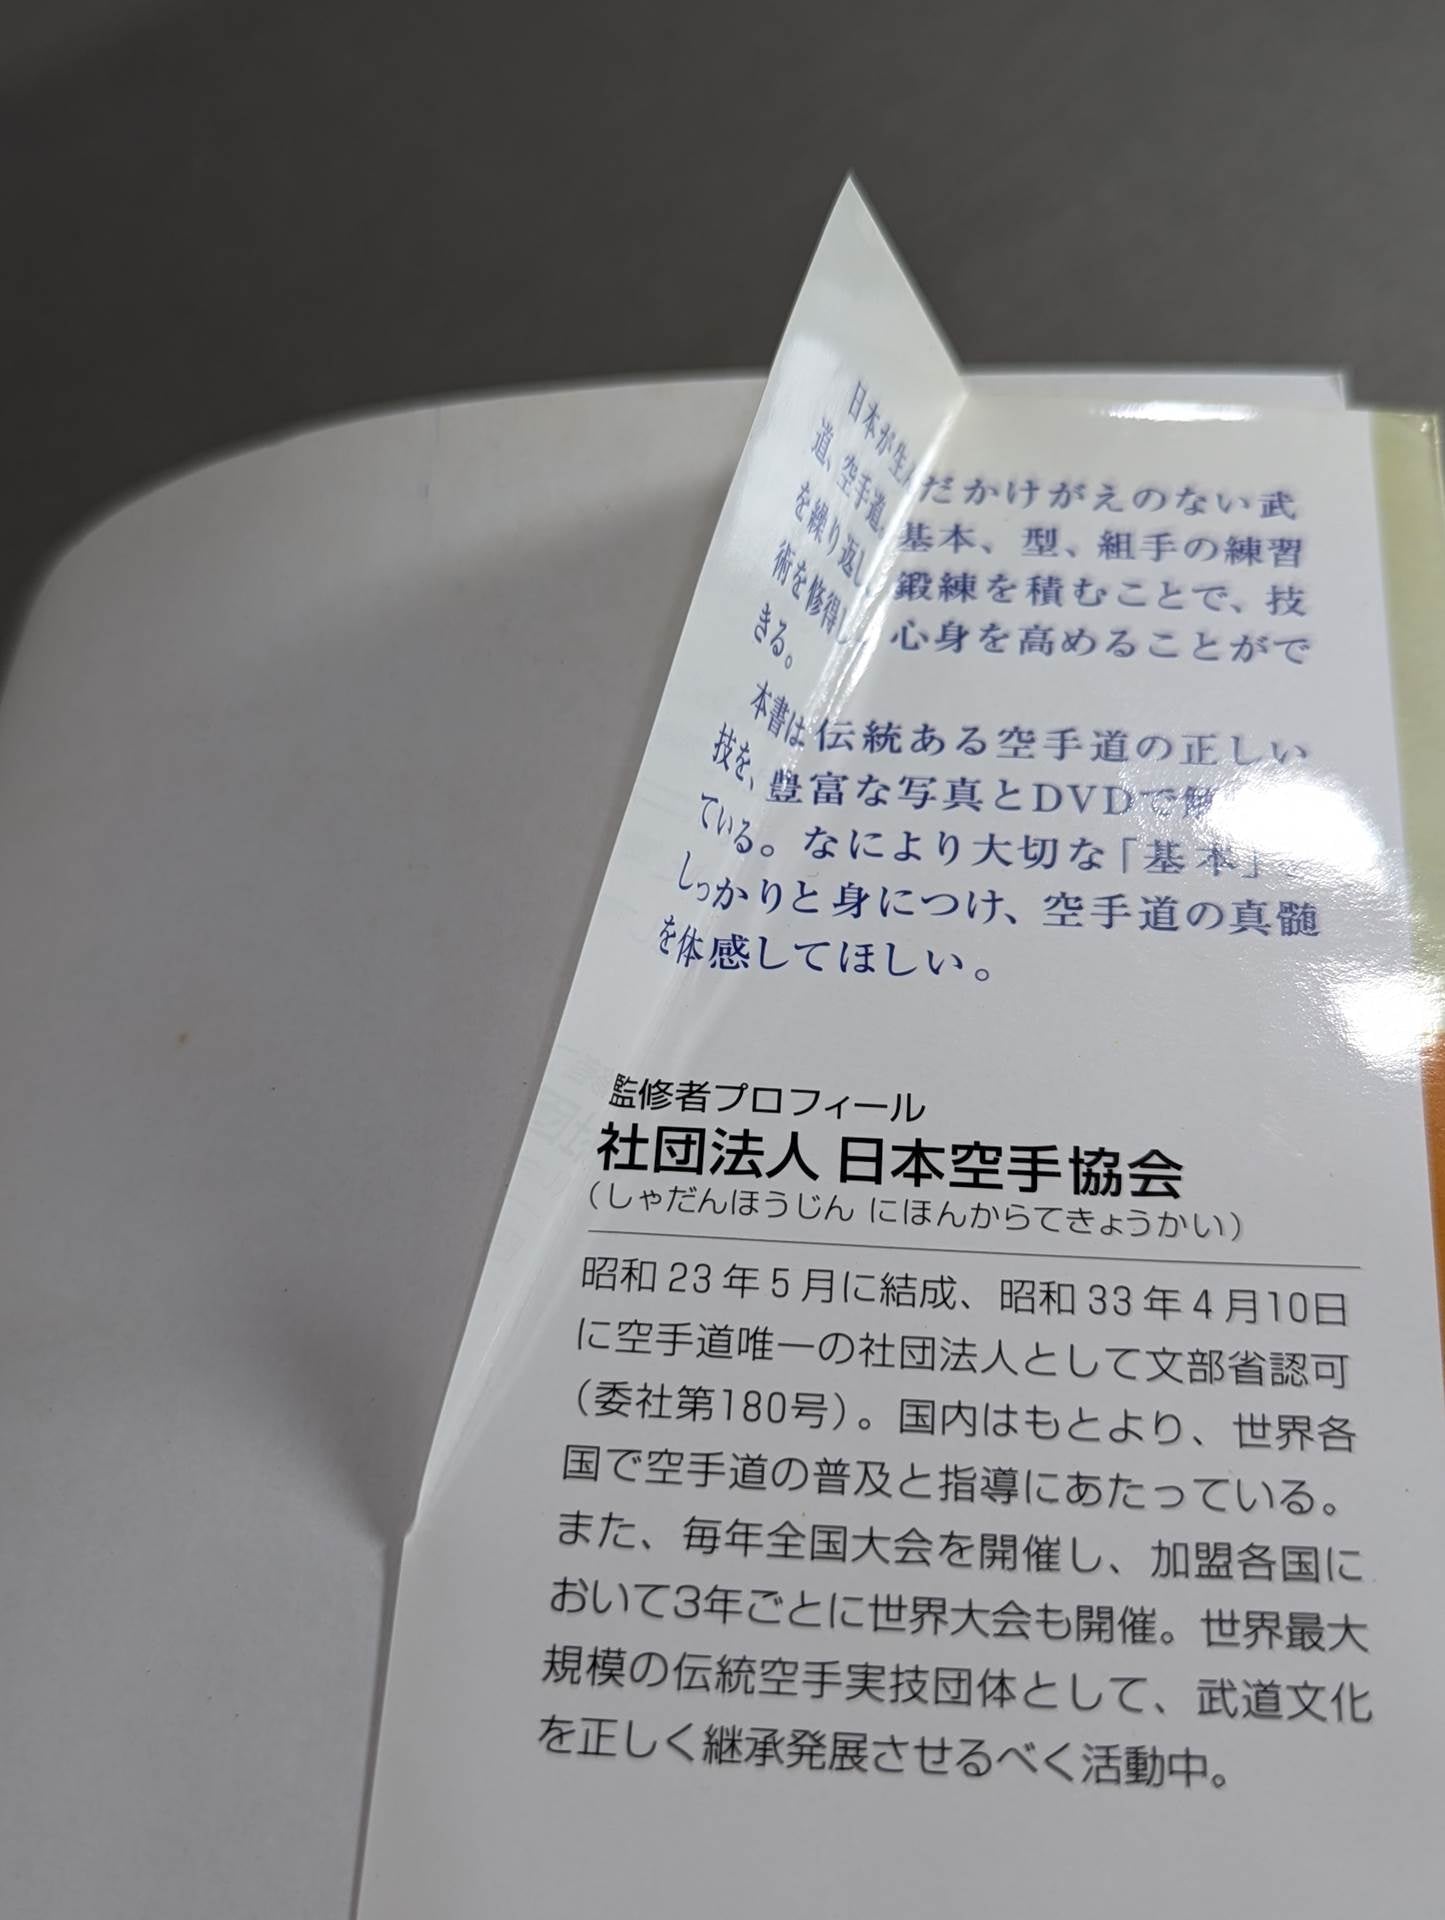 日本が生んだかけがえのない武
道、空手道。基本、型、組手の練習
を繰り返し、鍛練を積むことで、技
術を修得し、心身を高めることがで
きる。
本書は伝統ある空手道の正しい
技を、豊富な写真とDVDで
ている。なにより大切な「基本」
しっかりと身につけ、空手道の真髄
を体感してほしい。
監修者プロフィール
社団法人 日本空手協会
（しゃだんほうじん にほんからてきょうかい）
昭和23年5月に結成、昭和33年4月10日
に空手道唯一の社団法人として文部省認可
（委社第180号）。国内はもとより、世界各
国で空手道の普及と指導にあたっている。
また、毎年全国大会を開催し、加盟各国に
おいて3年ごとに世界大会も開催。世界最大
規模の伝統空手実技団体として、武道文化
を正しく継承発展させるべく活動中。